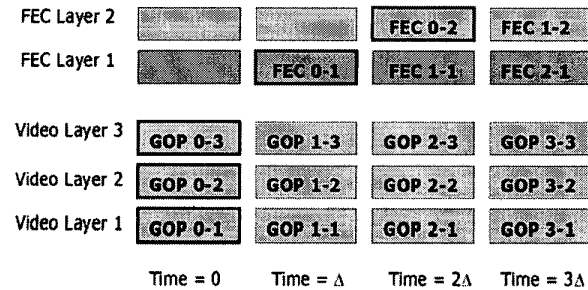 FEC Layer 2 FEC 0-2 FEC 1-2
FEC Layer 1 FEC 0-1 FEC 1-1 FEC 2-1
Video Layer 3 GOP 0-3 GOP 1-3 GOP 2-3 GOP 3-3
Video Layer 2 GOP 0-2 GOP 1-2 GOP 2-2 GOP 3-2
Video Layer 1 GOP 0-1 GOP 1-1 GOP 2-1 GOP 3-1
Time = 0 Time = Δ Time = 2Δ Time = 3Δ